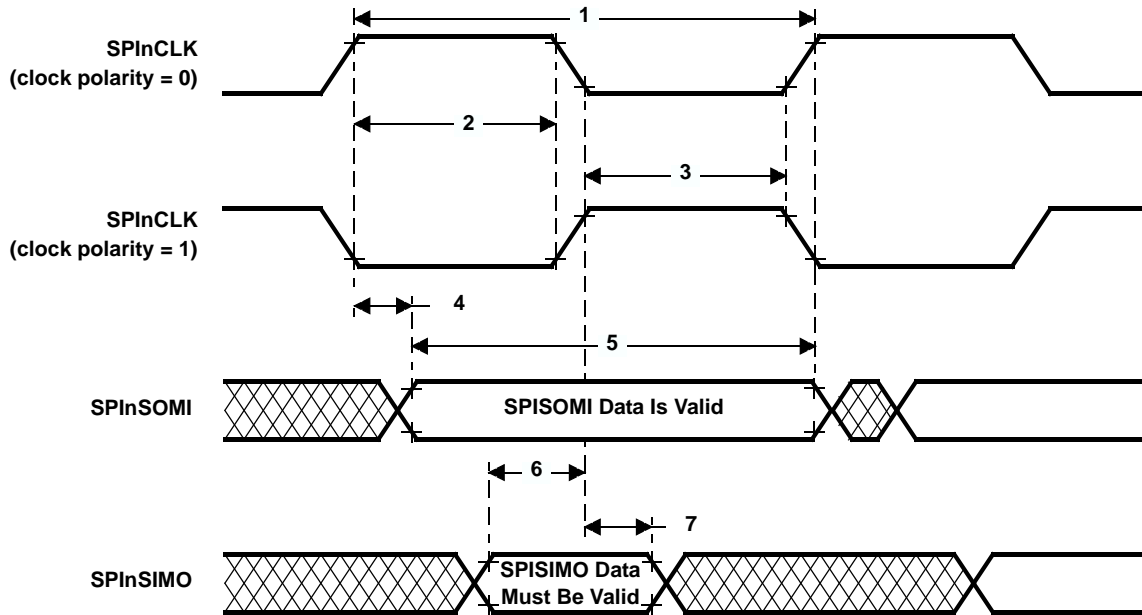 1
SPInCLK
(clock polarity = 0)
2
3
SPInCLK
(clock polarity = 1)
4
5
SPInSOMI
SPISOMI Data Is Valid
6
7
SPInSIMO
SPISIMO Data
Must Be Valid